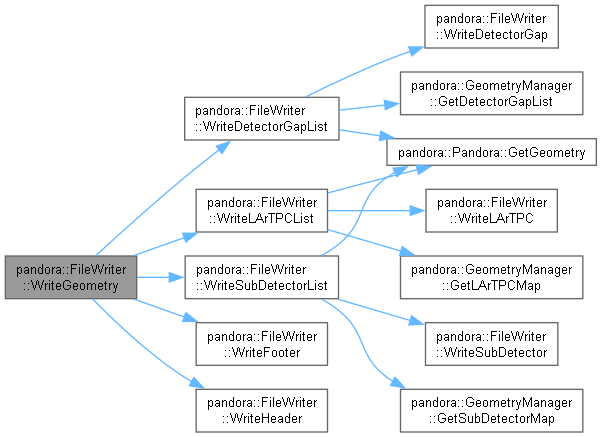 pandora::FileWriter
::WriteGeometry
pandora::FileWriter
::WriteDetectorGapList
pandora::FileWriter
::WriteLArTPCList
pandora::FileWriter
::WriteSubDetectorList
pandora::FileWriter
::WriteFooter
pandora::FileWriter
::WriteHeader
pandora::FileWriter
::WriteDetectorGap
pandora::GeometryManager
::GetDetectorGapList
pandora::Pandora::GetGeometry
pandora::FileWriter
::WriteLArTPC
pandora::GeometryManager
::GetLArTPCMap
pandora::FileWriter
::WriteSubDetector
pandora::GeometryManager
::GetSubDetectorMap